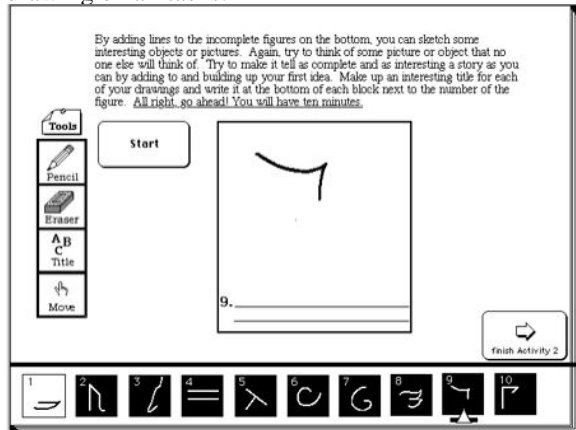 By adding lines to the incomplete figures on the bottom, you can sketch some
interesting objects or pictures. Again, try to think of some picture or object that no
one else will think of. Try to make it tell as complete and as interesting a story as you
can by adding to and building up your first idea. Make up an interesting title for each
of your drawings and write it at the bottom of each block next to the number of the
figure. All right, go ahead! You will have ten minutes.
Tools
Start
Pencil
Eraser
A B C
Title
Move
9.
finish Activity 2
1 2 3 4 5 6 7 8 9 10